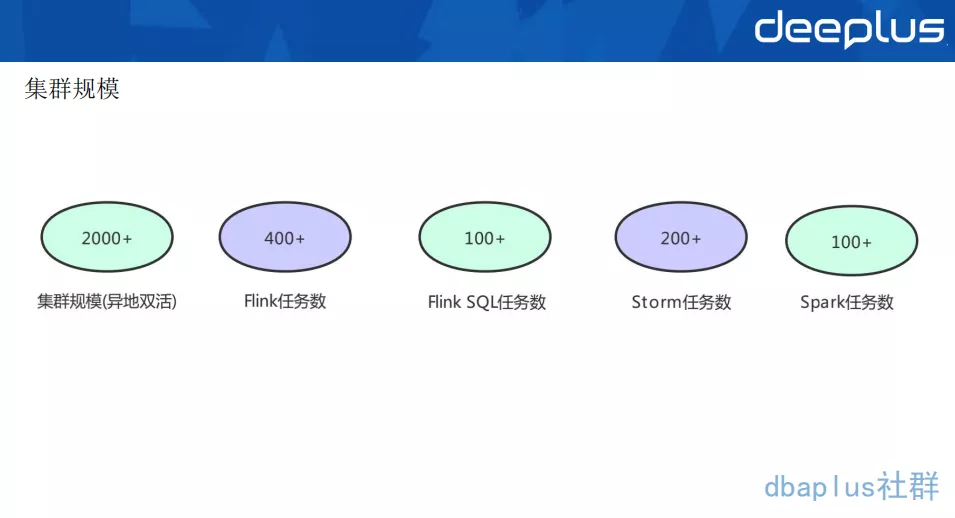 deeplus
集群规模
2000+
400+
100+
200+
100+
集群规模(异地双活)
Flink任务数
Flink SQL任务数
Storm任务数
Spark任务数
dbaplus社群